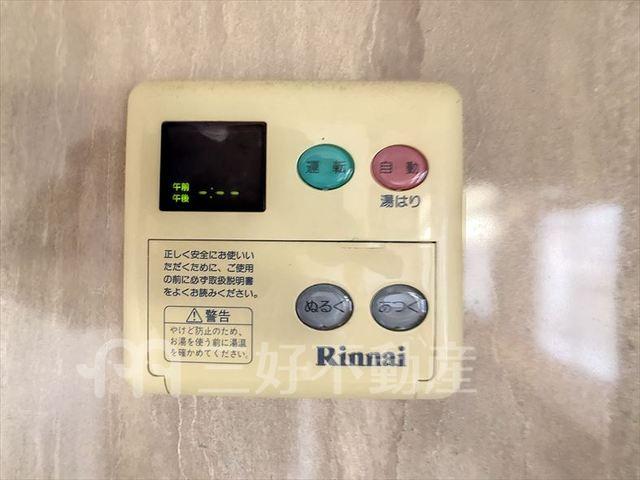 午前
午後 -:--
運転
自動
湯はり
正しく安全にお使いい
ただくために、ご使用
の前に必ず取扱説明書
をよくお読みください。
警告
やけど防止のため、
お湯を使う前に湯温
を確かめてください。
ぬるく
あつく
Rinnai
三好不動産